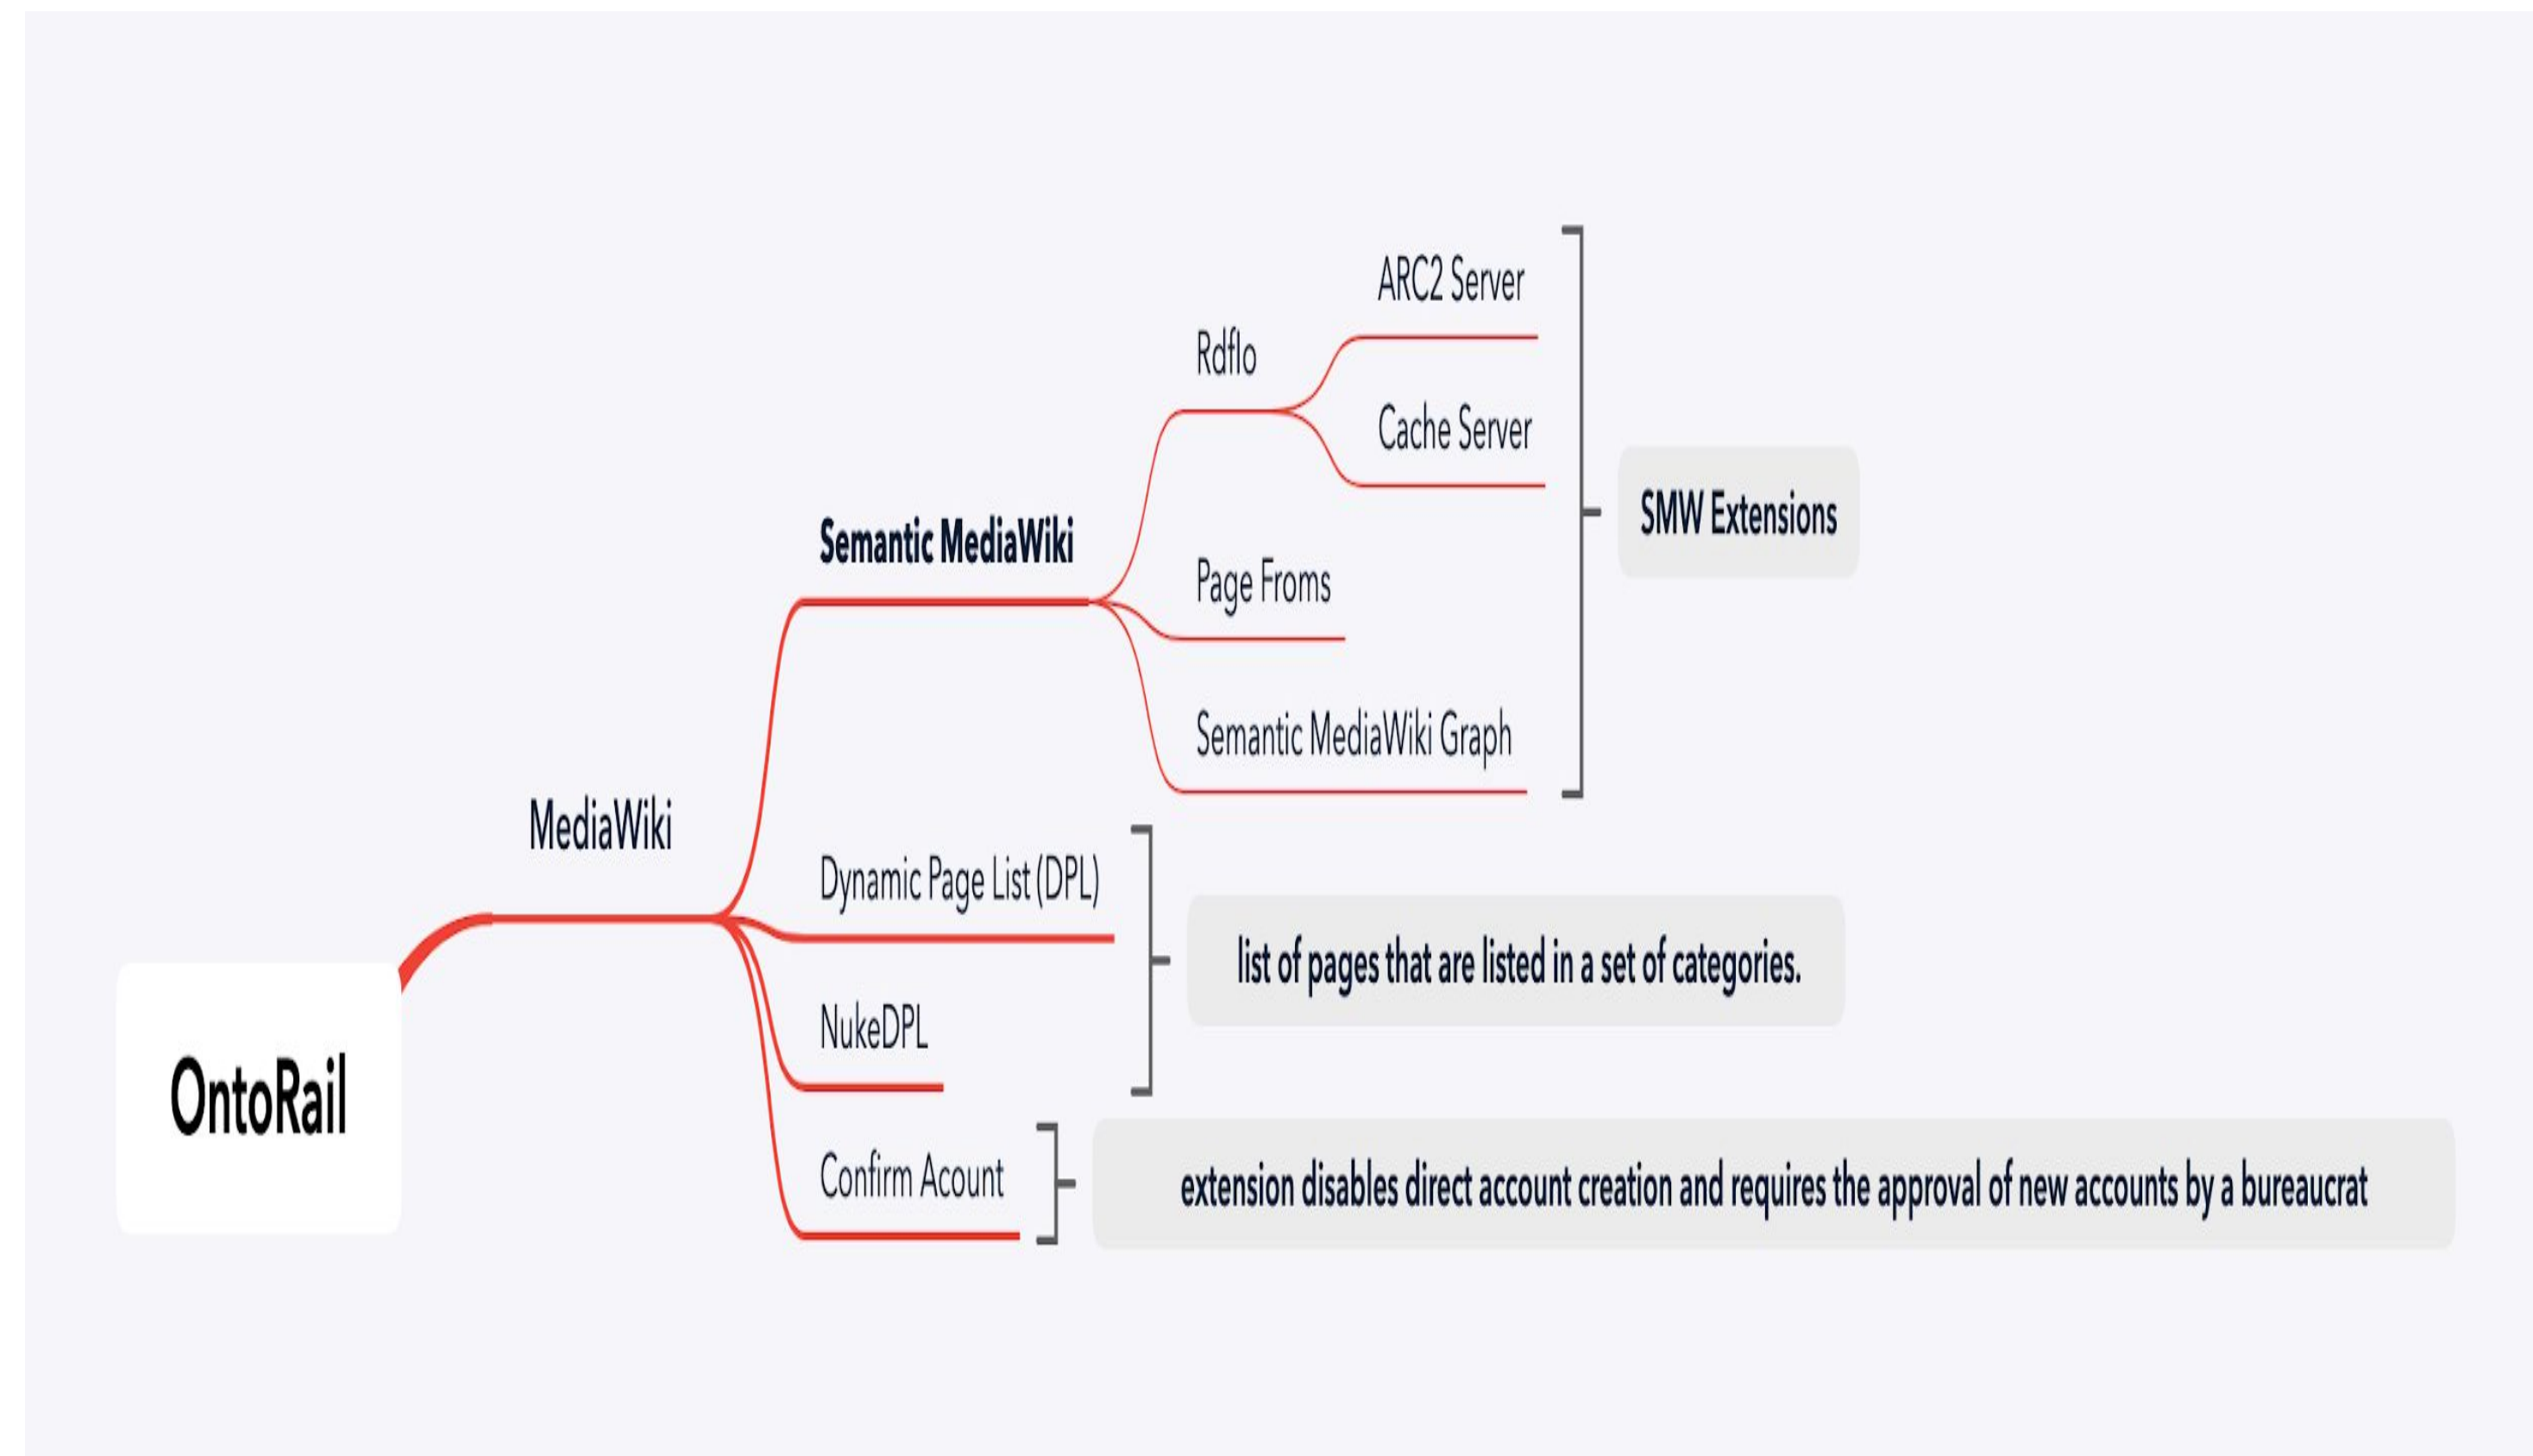 ARC2 Server
RdfIo
Cache Server
SMW Extensions
Semantic MediaWiki
Page Froms
Semantic MediaWiki Graph
MediaWiki
Dynamic Page List (DPL)
list of pages that are listed in a set of categories.
NukeDPL
OntoRail
Confirm Acount
extension disables direct account creation and requires the approval of new accounts by a bureaucrat